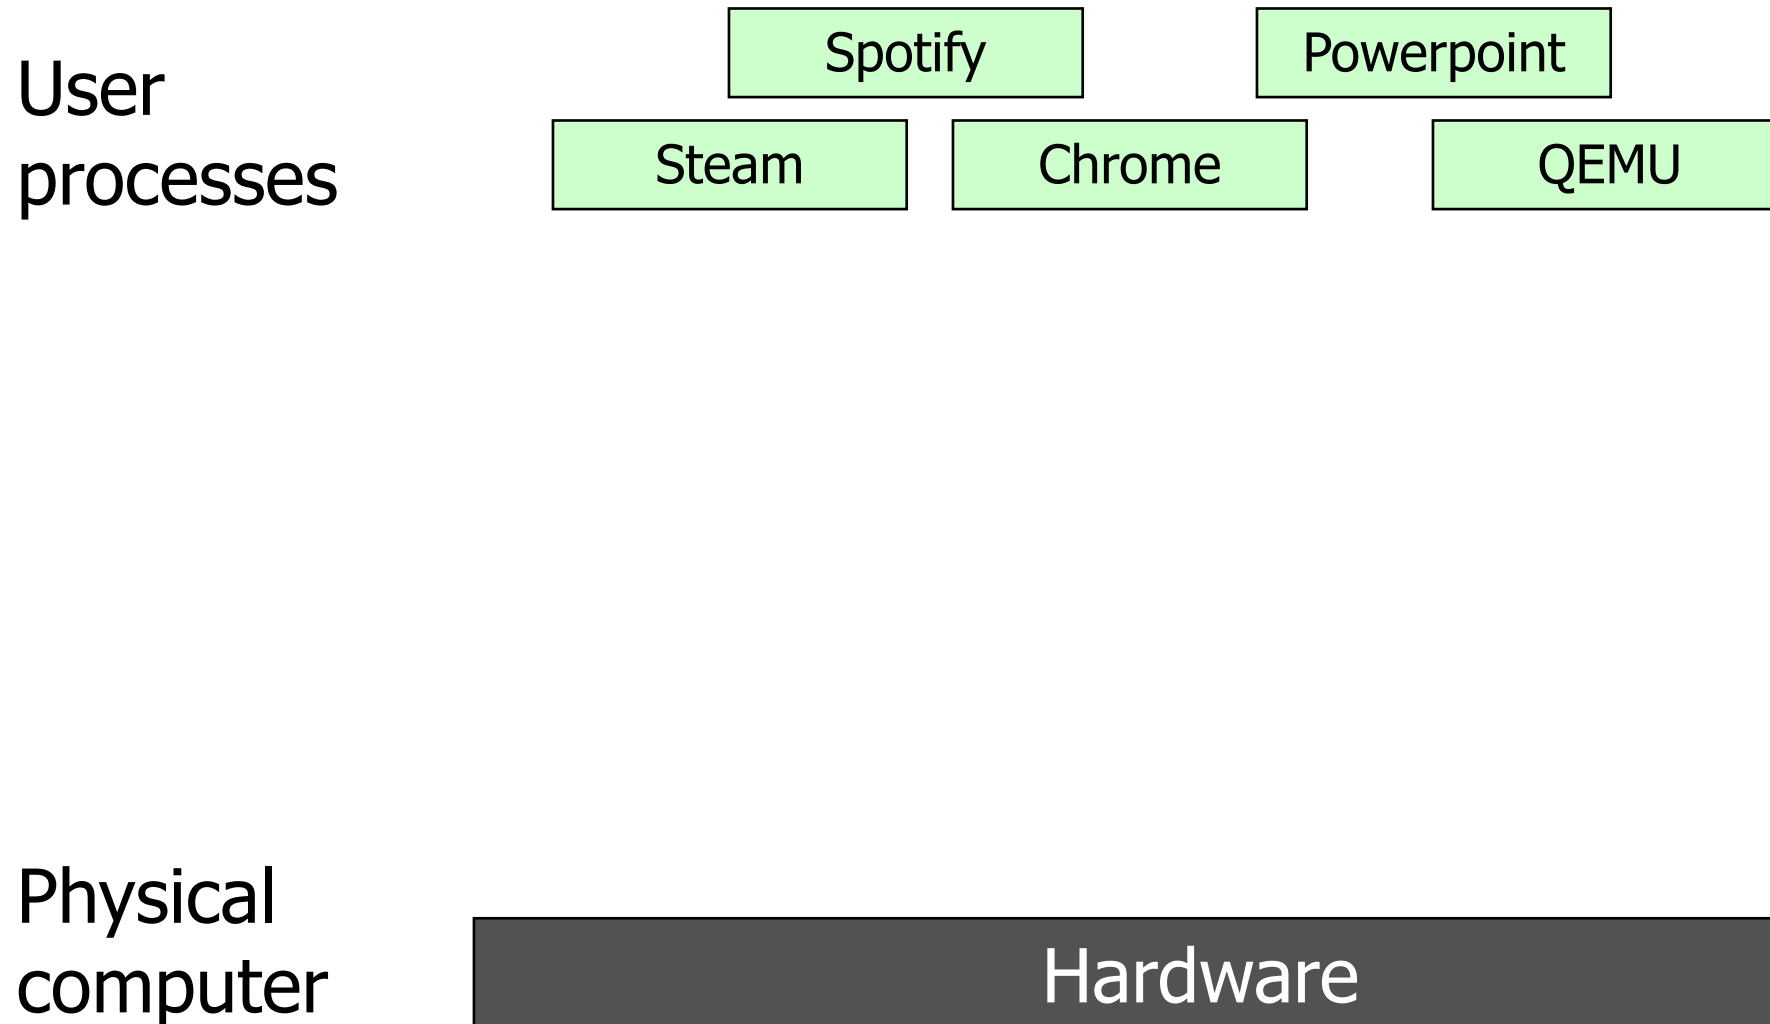 User
processes
Spotify
Powerpoint
Steam
Chrome
QEMU
Physical
computer
Hardware